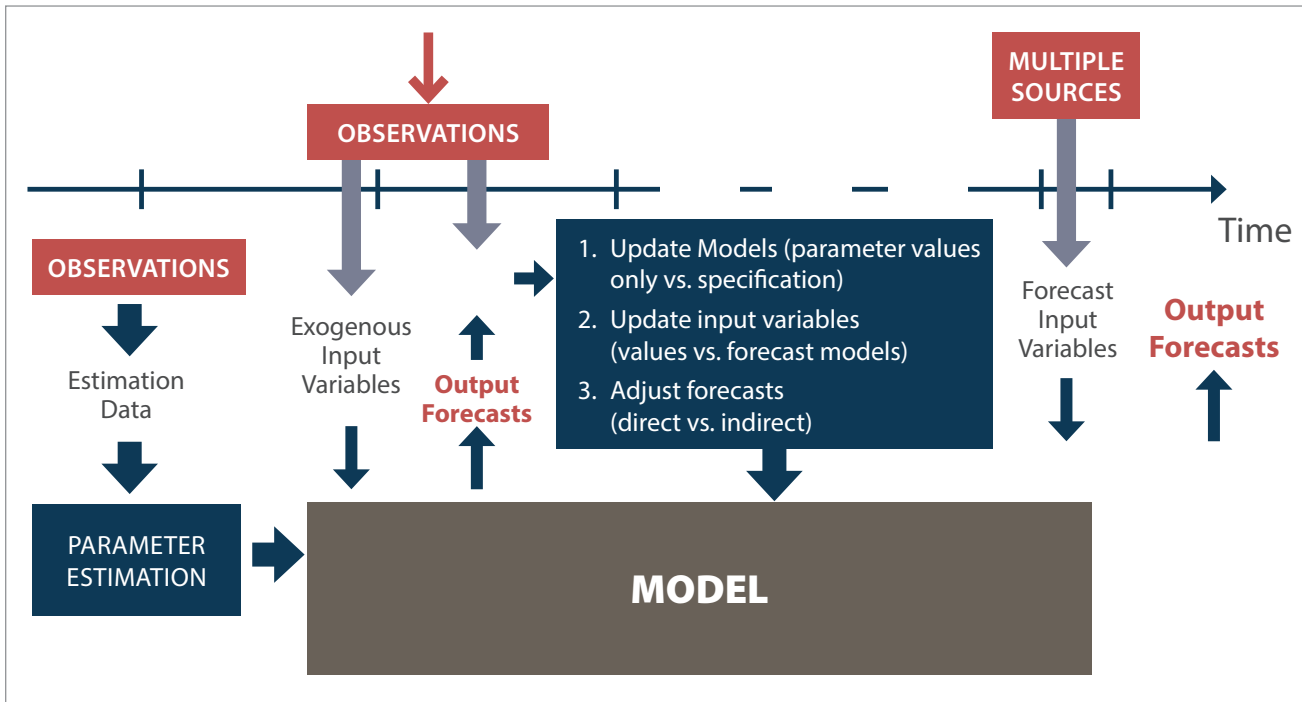 OBSERVATIONS
MULTIPLE
SOURCES
Time
OBSERVATIONS
Estimation
Data
PARAMETER
ESTIMATION
Exogenous
Input
Variables
Output
Forecasts
1. Update Models (parameter values
only vs. specification)
2. Update input variables
(values vs. forecast models)
3. Adjust forecasts
(direct vs. indirect)
Forecast
Input
Variables
Output
Forecasts
MODEL